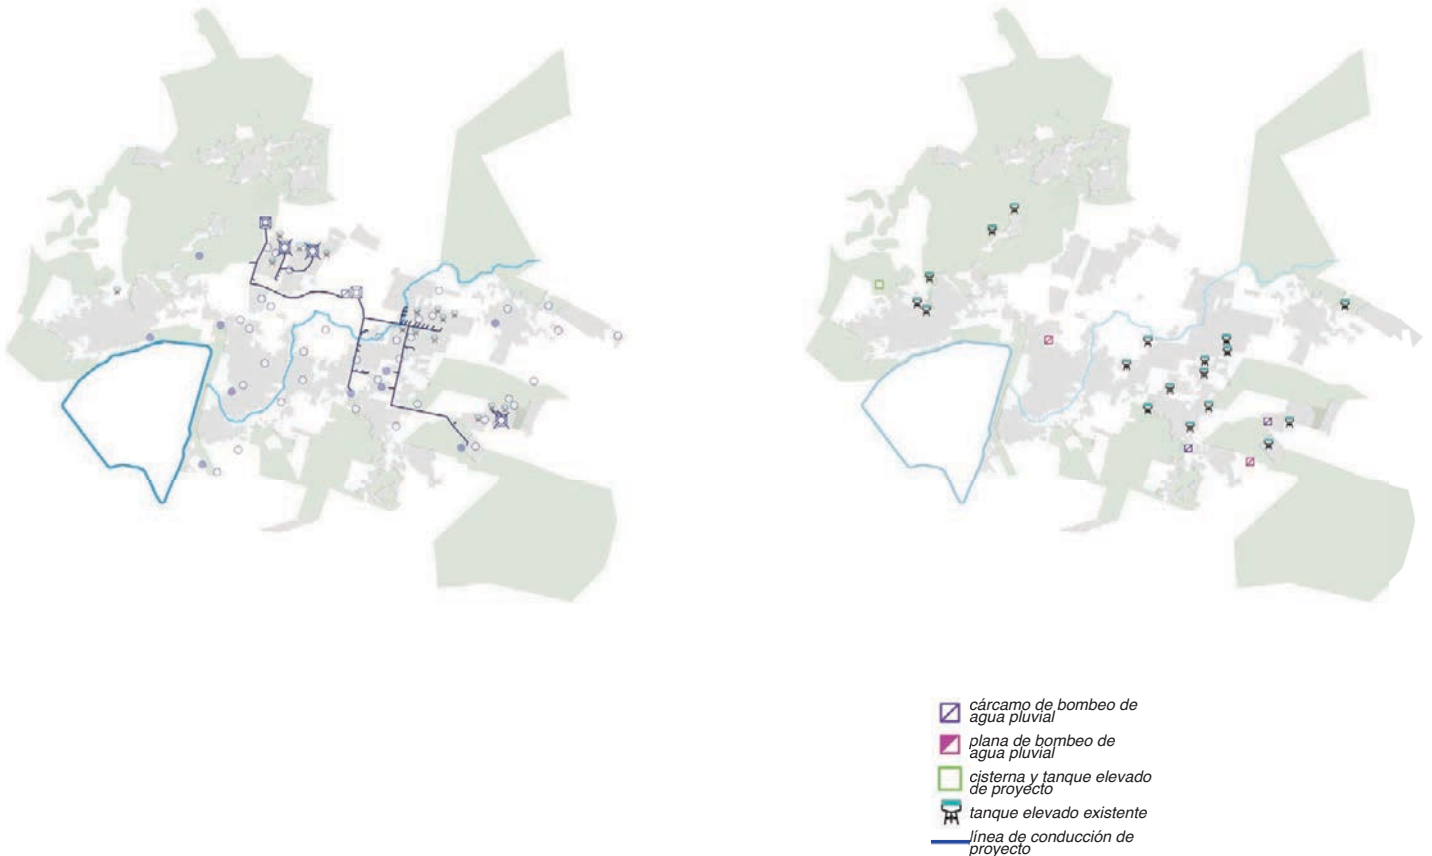 cárcamo de bombeo de
agua pluvial
plana de bombeo de
agua pluvial
cisterna y tanque elevado
de proyecto
tanque elevado existente
línea de conducción de
proyecto